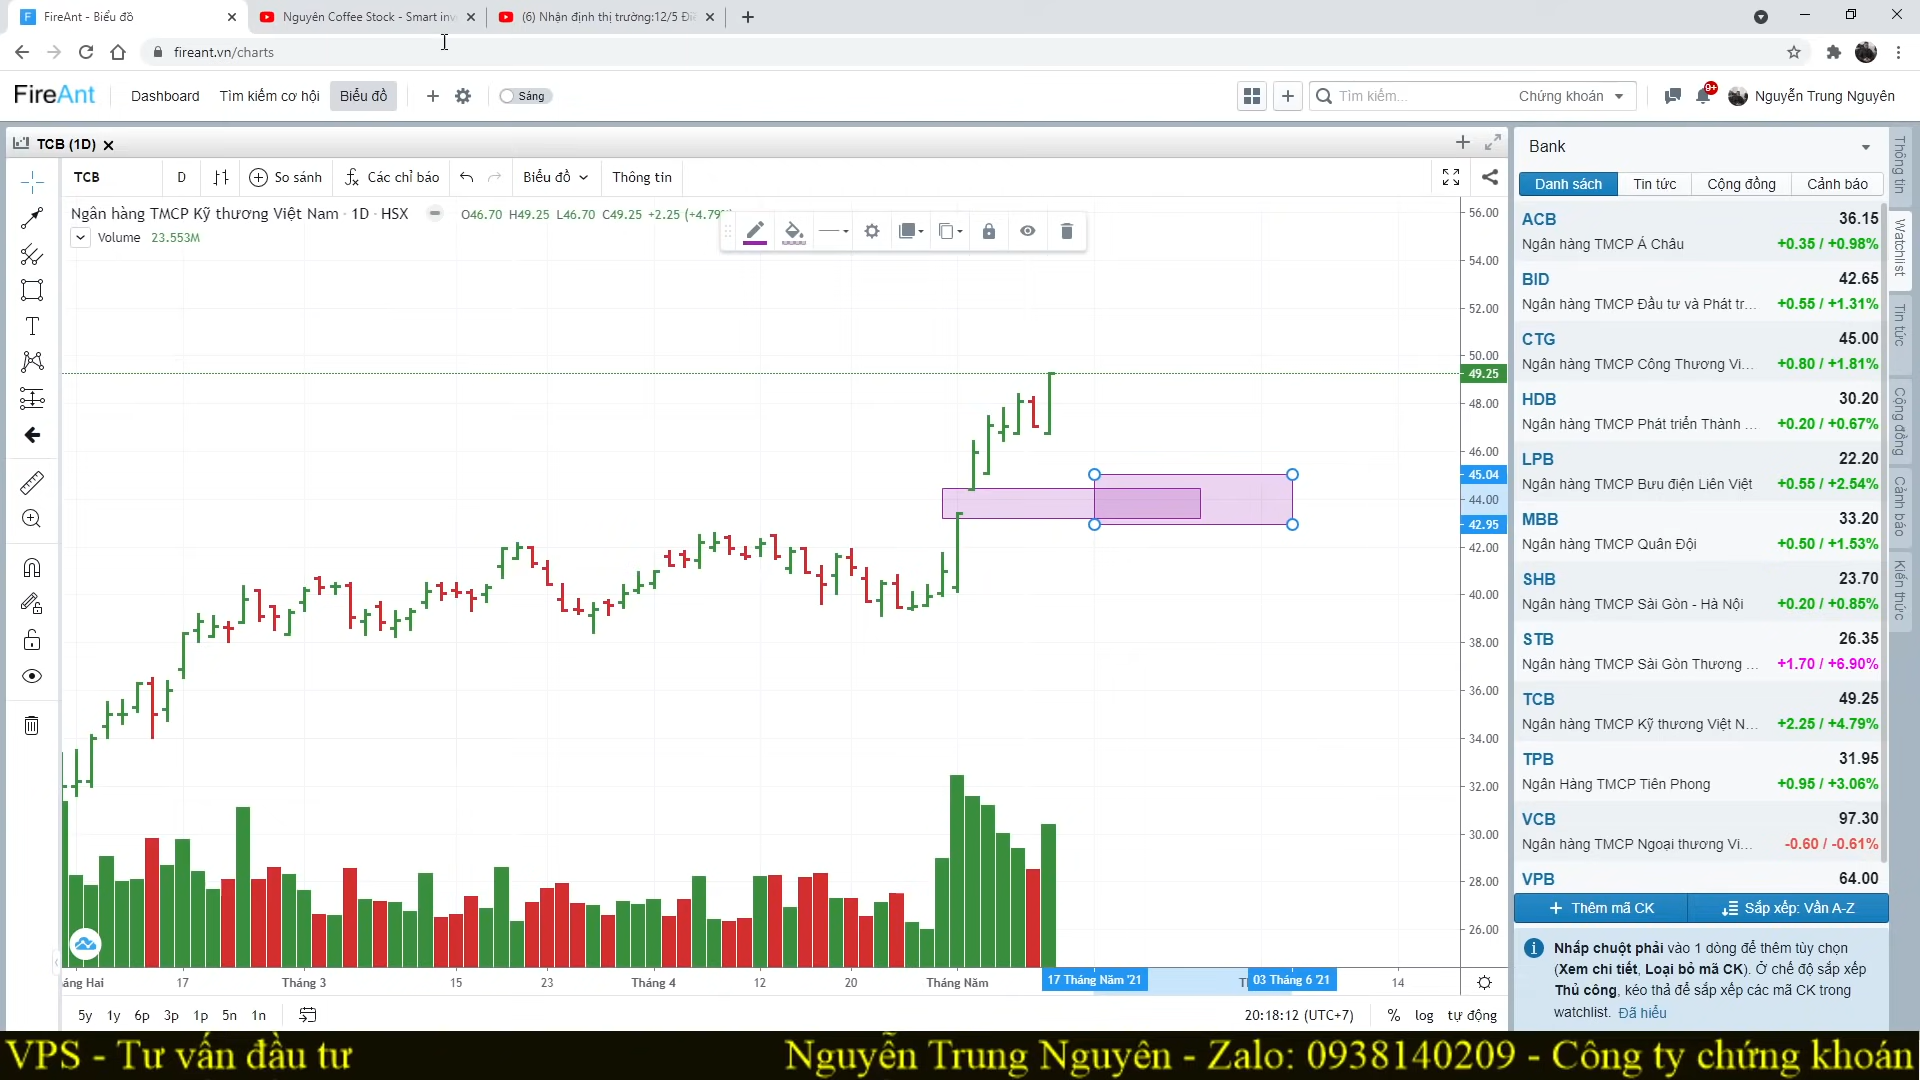 FireAnt - Biểu đồ
Nguyên Coffee Stock - Smart inv
(6) Nhận định thị trường:12/5 Đi
fireant.vn/charts
FireAnt
Dashboard
Tìm kiếm cơ hội
Biểu đồ
Sáng
Tìm kiếm...
Chứng khoán
9+
Nguyễn Trung Nguyên
TCB (1D)
TCB
D
So sánh
Các chỉ báo
Biểu đồ
Thông tin
Ngân hàng TMCP Kỹ thương Việt Nam · 1D · HSX
O46.70 H49.25 L46.70 C49.25 +2.25 (+4.79%
Volume 23.553M
56.00
54.00
52.00
50.00
49.25
48.00
46.00
45.04
44.00
42.95
42.00
40.00
38.00
36.00
34.00
32.00
30.00
28.00
26.00
áng Hai
17
Tháng 3
15
23
Tháng 4
12
20
Tháng Năm
17 Tháng Năm '21
03 Tháng 6 '21
14
5y
1y
6p
3p
1p
5n
1n
20:18:12 (UTC+7)
%
log
tự động
Bank
Danh sách
Tin tức
Cộng đồng
Cảnh báo
ACB 36.15
Ngân hàng TMCP Á Châu +0.35 / +0.98%
BID 42.65
Ngân hàng TMCP Đầu tư và Phát tr... +0.55 / +1.31%
CTG 45.00
Ngân hàng TMCP Công Thương Vi... +0.80 / +1.81%
HDB 30.20
Ngân hàng TMCP Phát triển Thành ... +0.20 / +0.67%
LPB 22.20
Ngân hàng TMCP Bưu điện Liên Việt +0.55 / +2.54%
MBB 33.20
Ngân hàng TMCP Quân Đội +0.50 / +1.53%
SHB 23.70
Ngân hàng TMCP Sài Gòn - Hà Nội +0.20 / +0.85%
STB 26.35
Ngân hàng TMCP Sài Gòn Thương ... +1.70 / +6.90%
TCB 49.25
Ngân hàng TMCP Kỹ thương Việt N... +2.25 / +4.79%
TPB 31.95
Ngân Hàng TMCP Tiên Phong +0.95 / +3.06%
VCB 97.30
Ngân hàng TMCP Ngoại thương Vi... -0.60 / -0.61%
VPB 64.00
Thêm mã CK
Sắp xếp: Vần A-Z
Nhấp chuột phải vào 1 dòng để thêm tùy chọn
(Xem chi tiết, Loại bỏ mã CK). Ở chế độ sắp xếp
Thủ công, kéo thả để sắp xếp các mã CK trong
watchlist. Đã hiểu
Thông tin
Watchlist
Tin tức
Cộng đồng
Cảnh báo
Kiến thức
VPS - Tư vấn đầu tư
Nguyễn Trung Nguyên - Zalo: 0938140209 - Công ty chứng khoán